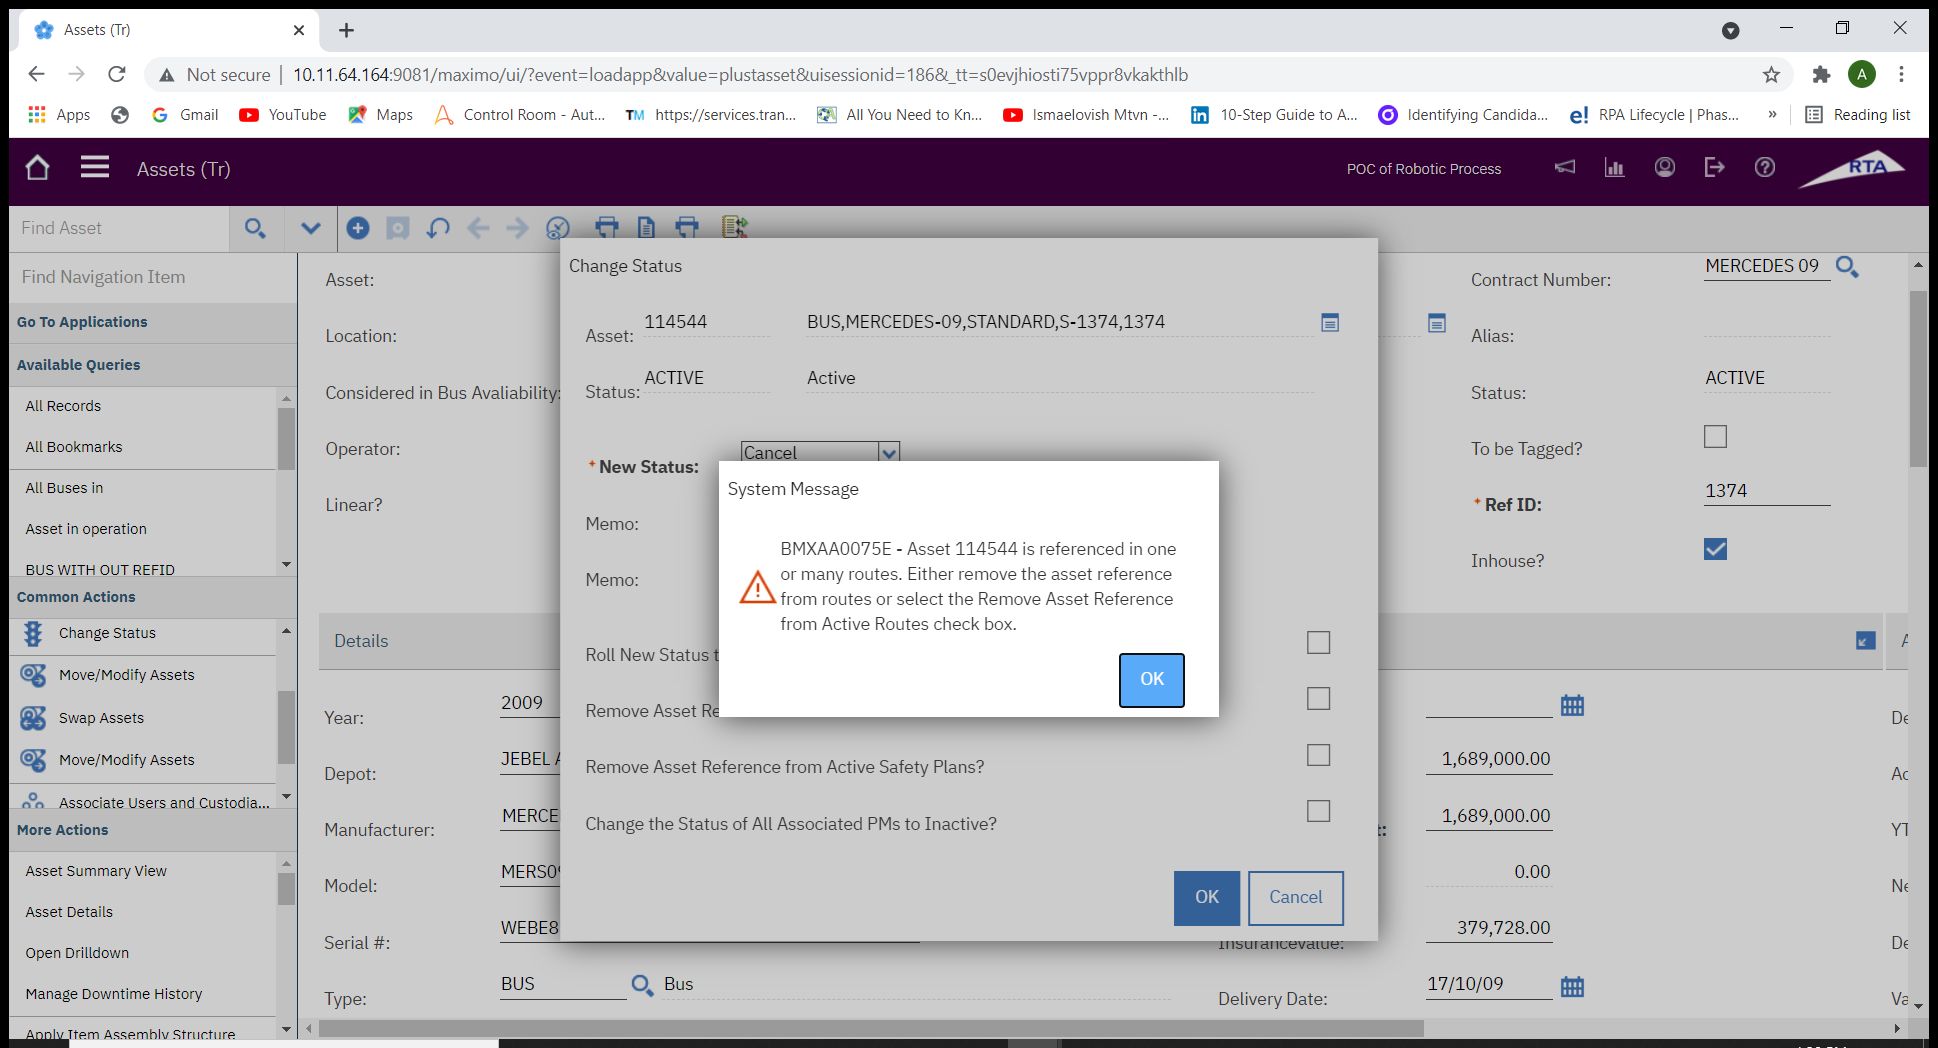 Assets (Tr)
Not secure 10.11.64.164:9081/maximo/ui/?event=loadapp&value=plustasset&uisessionid=186&_tt=s0evjhiosti75vppr8vkakthlb
A
Apps Gmail YouTube Maps Control Room - Aut... TM https://services.tran... All You Need to Kn... Ismaelovish Mtvn -... 10-Step Guide to A... Identifying Candida... e! RPA Lifecycle | Phas... » Reading list
Assets (Tr) POC of Robotic Process RTA
Find Asset
Find Navigation Item
Go To Applications
Available Queries
All Records
All Bookmarks
All Buses in
Asset in operation
BUS WITH OUT REFID
Common Actions
Change Status
Move/Modify Assets
Swap Assets
Move/Modify Assets
Associate Users and Custodia...
More Actions
Asset Summary View
Asset Details
Open Drilldown
Manage Downtime History
Apply Item Assembly Structure
Asset:
Location:
Considered in Bus Avaliability:
Operator:
Linear?
Contract Number: MERCEDES 09
Alias:
Status: ACTIVE
To be Tagged?
* Ref ID: 1374
Inhouse?
Details
Year: 2009
Depot: JEBEL
Manufacturer: MERCE
Model: MERS0
Serial #: WEBE8
Type: BUS Bus
1,689,000.00
t: 1,689,000.00
0.00
Insurancevalue: 379,728.00
Delivery Date: 17/10/09
De
Ac
YT
Ne
De
Va
Change Status
Asset: 114544 BUS,MERCEDES-09,STANDARD,S-1374,1374
Status: ACTIVE Active
* New Status: Cancel
Memo:
Memo:
Roll New Status t
Remove Asset Re
Remove Asset Reference from Active Safety Plans?
Change the Status of All Associated PMs to Inactive?
OK Cancel
System Message
BMXAA0075E - Asset 114544 is referenced in one
or many routes. Either remove the asset reference
from routes or select the Remove Asset Reference
from Active Routes check box.
OK